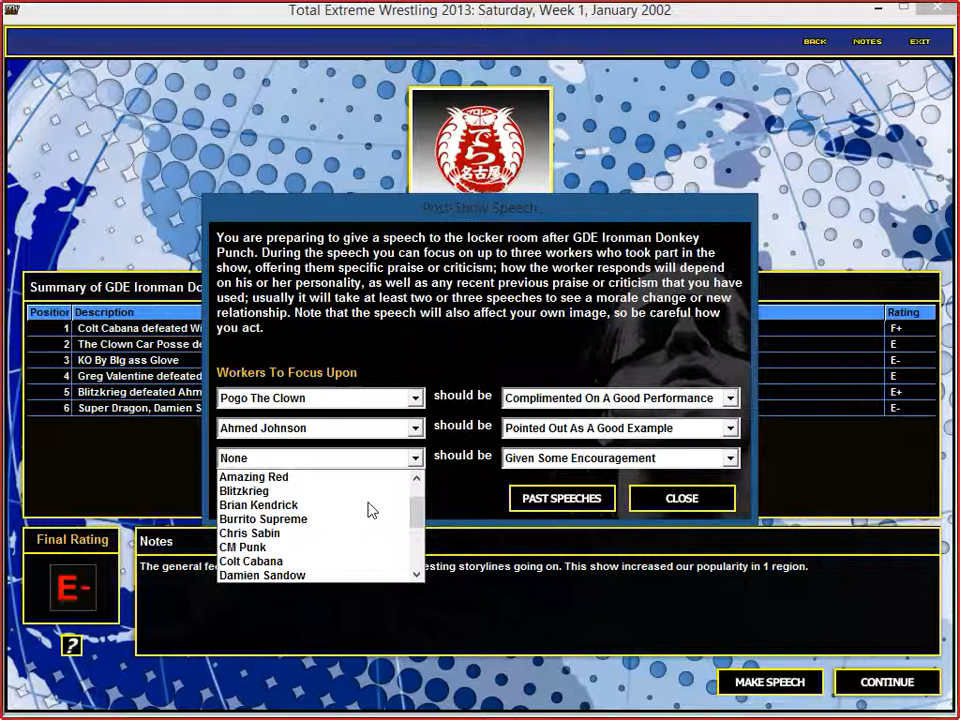 Total Extreme Wrestling 2013: Saturday, Week 1, January 2002
BACK NOTES EXIT
でら
名古屋
Post-Show Speech...
You are preparing to give a speech to the locker room after GDE Ironman Donkey
Punch. During the speech you can focus on up to three workers who took part in the
show, offering them specific praise or criticism; how the worker responds will depend
on his or her personality, as well as any recent previous praise or criticism that you have
used; usually it will take at least two or three speeches to see a morale change or new
relationship. Note that the speech will also affect your own image, so be careful how
you act.
Workers To Focus Upon
Pogo The Clown should be Complimented On A Good Performance
Ahmed Johnson should be Pointed Out As A Good Example
None should be Given Some Encouragement
Amazing Red
Blitzkrieg
Brian Kendrick
Burrito Supreme
Chris Sabin
CM Punk
Colt Cabana
Damien Sandow
PAST SPEECHES CLOSE
Summary of GDE Ironman Do
Position Description Rating
1 Colt Cabana defeated Wi F+
2 The Clown Car Posse de E
3 KO By BIg ass Glove E-
4 Greg Valentine defeated E
5 Blitzkrieg defeated Ahm E+
6 Super Dragon, Damien S E-
Final Rating
E-
?
Notes
The general fee esting storylines going on. This show increased our popularity in 1 region.
MAKE SPEECH CONTINUE